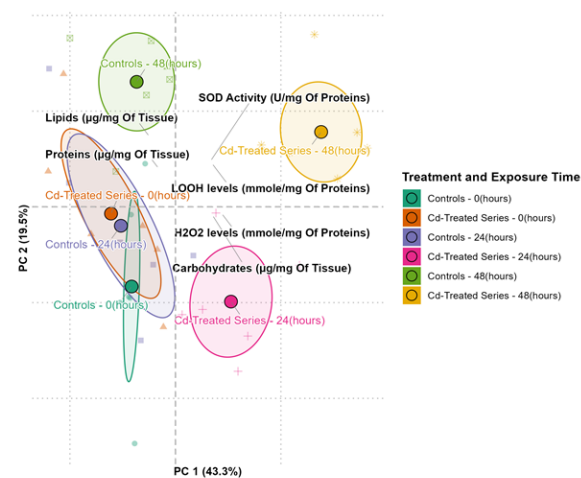 Controls - 48(hours)
SOD Activity (U/mg Of Proteins)
Lipids (µg/mg Of Tissue)
Proteins (µg/mg Of Tissue)
Cd-Treated Series - 48(hours)
LOOH levels (mmole/mg Of Proteins)
Cd-Treated Series - 0(hours)
H2O2 levels (mmole/mg Of Proteins)
Controls - 24(hours)
Carbohydrates (µg/mg Of Tissue)
Controls - 0(hours)
Cd-Treated Series - 24(hours)
PC 2 (19.5%)
PC 1 (43.3%)
Treatment and Exposure Time
Controls - 0(hours)
Cd-Treated Series - 0(hours)
Controls - 24(hours)
Cd-Treated Series - 24(hours)
Controls - 48(hours)
Cd-Treated Series - 48(hours)